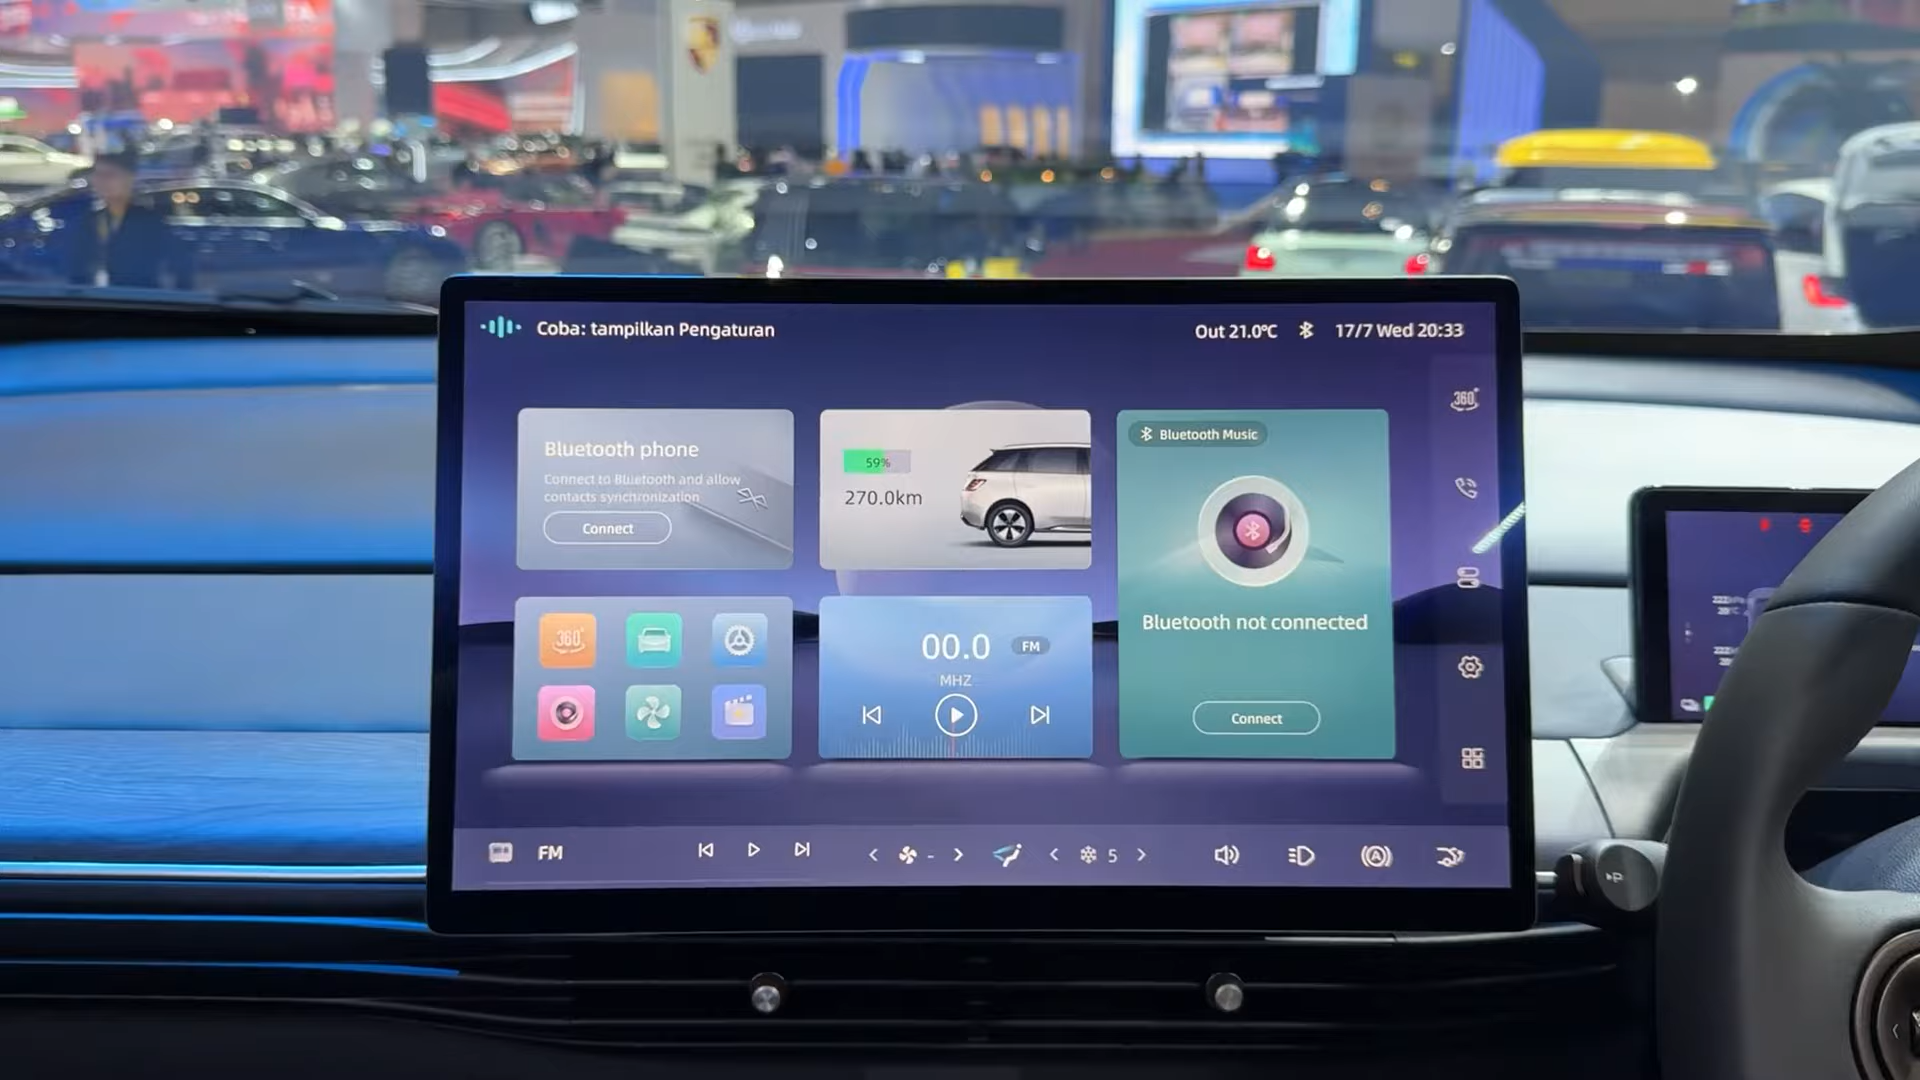 Coba: tampilkan Pengaturan
Out 21.0℃
17/7 Wed 20:33
Bluetooth phone
Connect to Bluetooth and allow
contacts synchronization
Connect
59%
270.0km
Bluetooth Music
Bluetooth not connected
Connect
360°
360°
00.0
FM
MHZ
FM
-
5
A
P